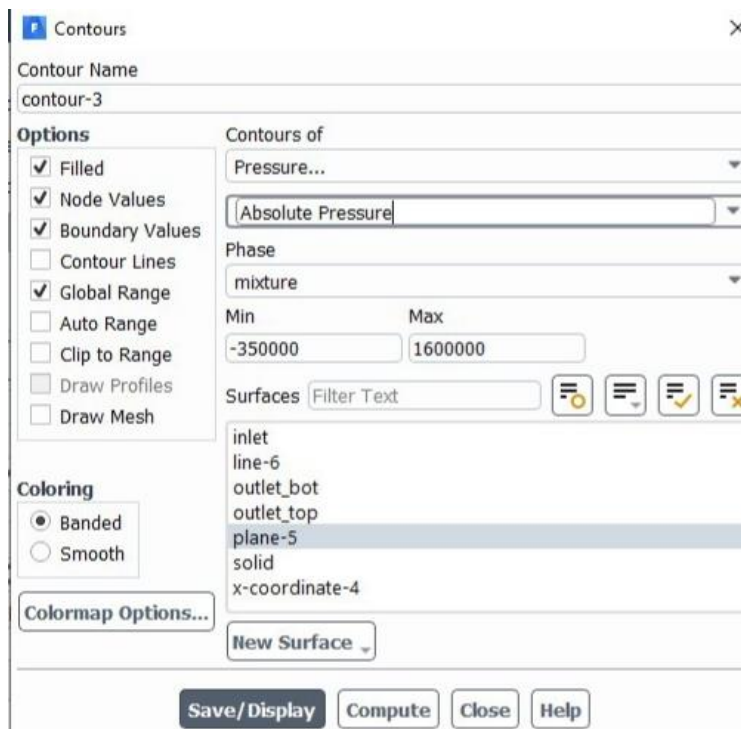 Contours
Contour Name
contour-3
Options
Filled
Node Values
Boundary Values
Contour Lines
Global Range
Auto Range
Clip to Range
Draw Profiles
Draw Mesh
Coloring
Banded
Smooth
Colormap Options...
Contours of
Pressure...
Absolute Pressure
Phase
mixture
Min Max
-350000 1600000
Surfaces Filter Text
inlet
line-6
outlet_bot
outlet_top
plane-5
solid
x-coordinate-4
New Surface
Save/Display Compute Close Help